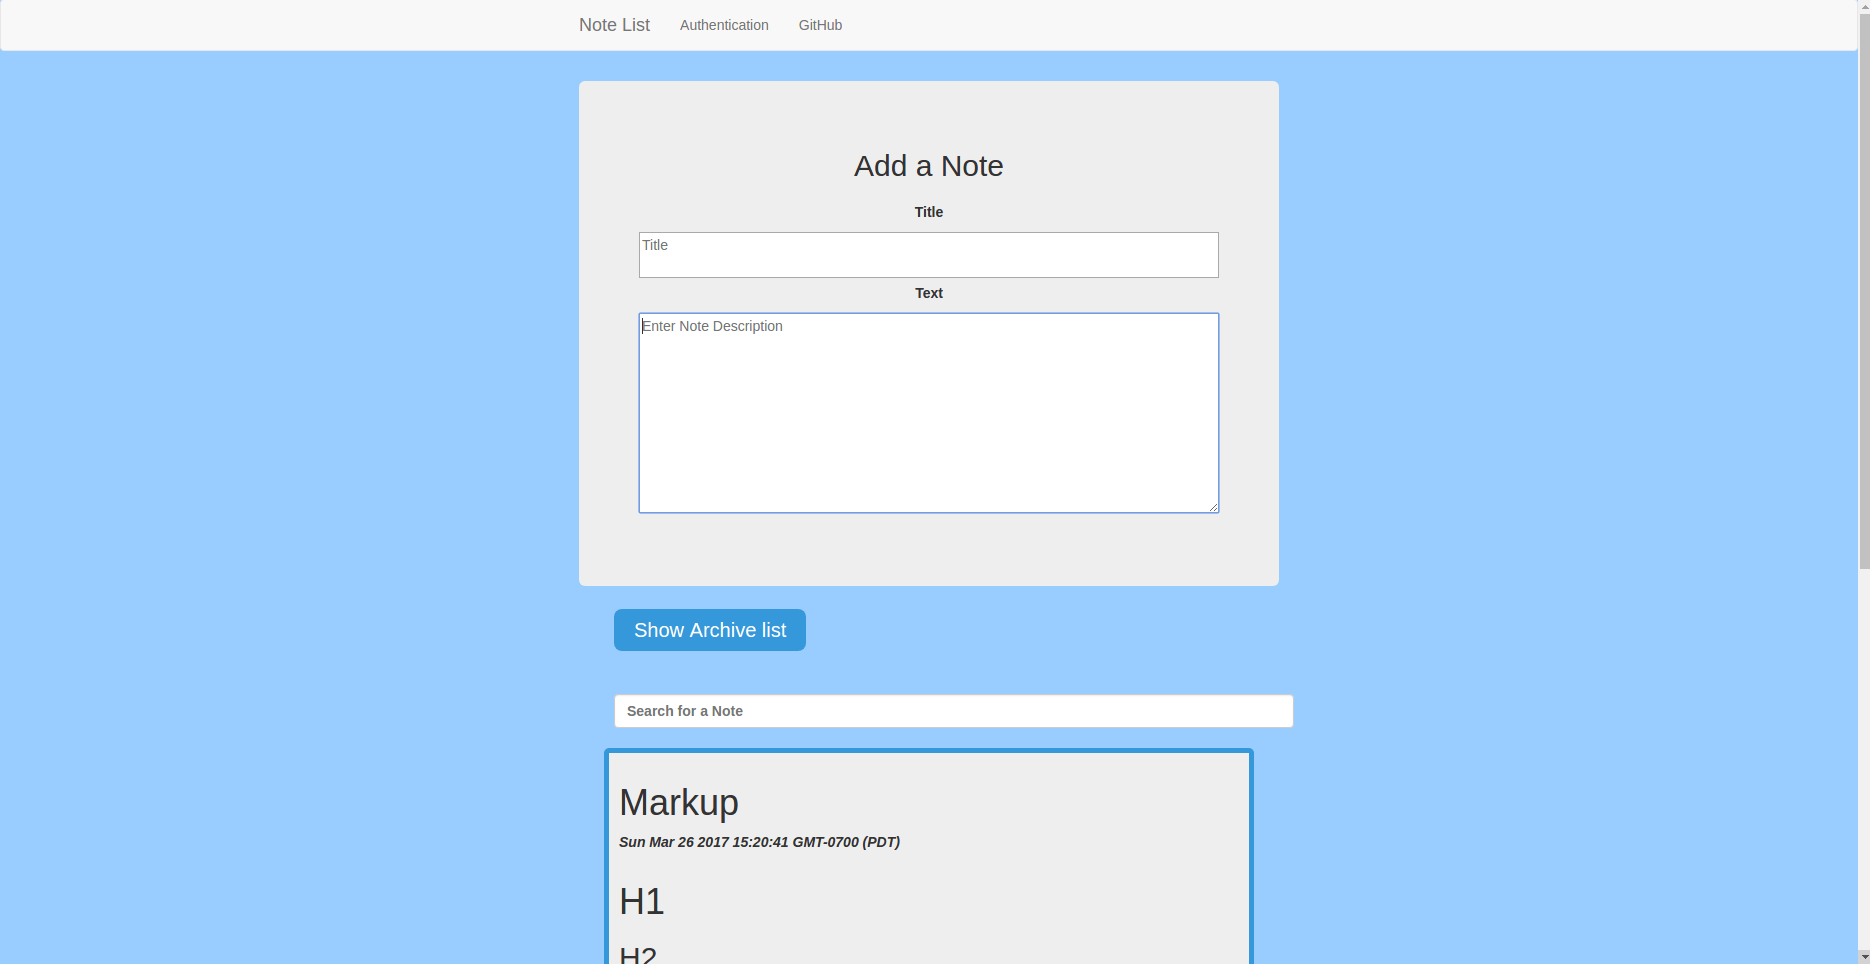 Note List Authentication GitHub
Add a Note
Title
Title
Text
Enter Note Description
Show Archive list
Search for a Note
Markup
Sun Mar 26 2017 15:20:41 GMT-0700 (PDT)
H1
H2